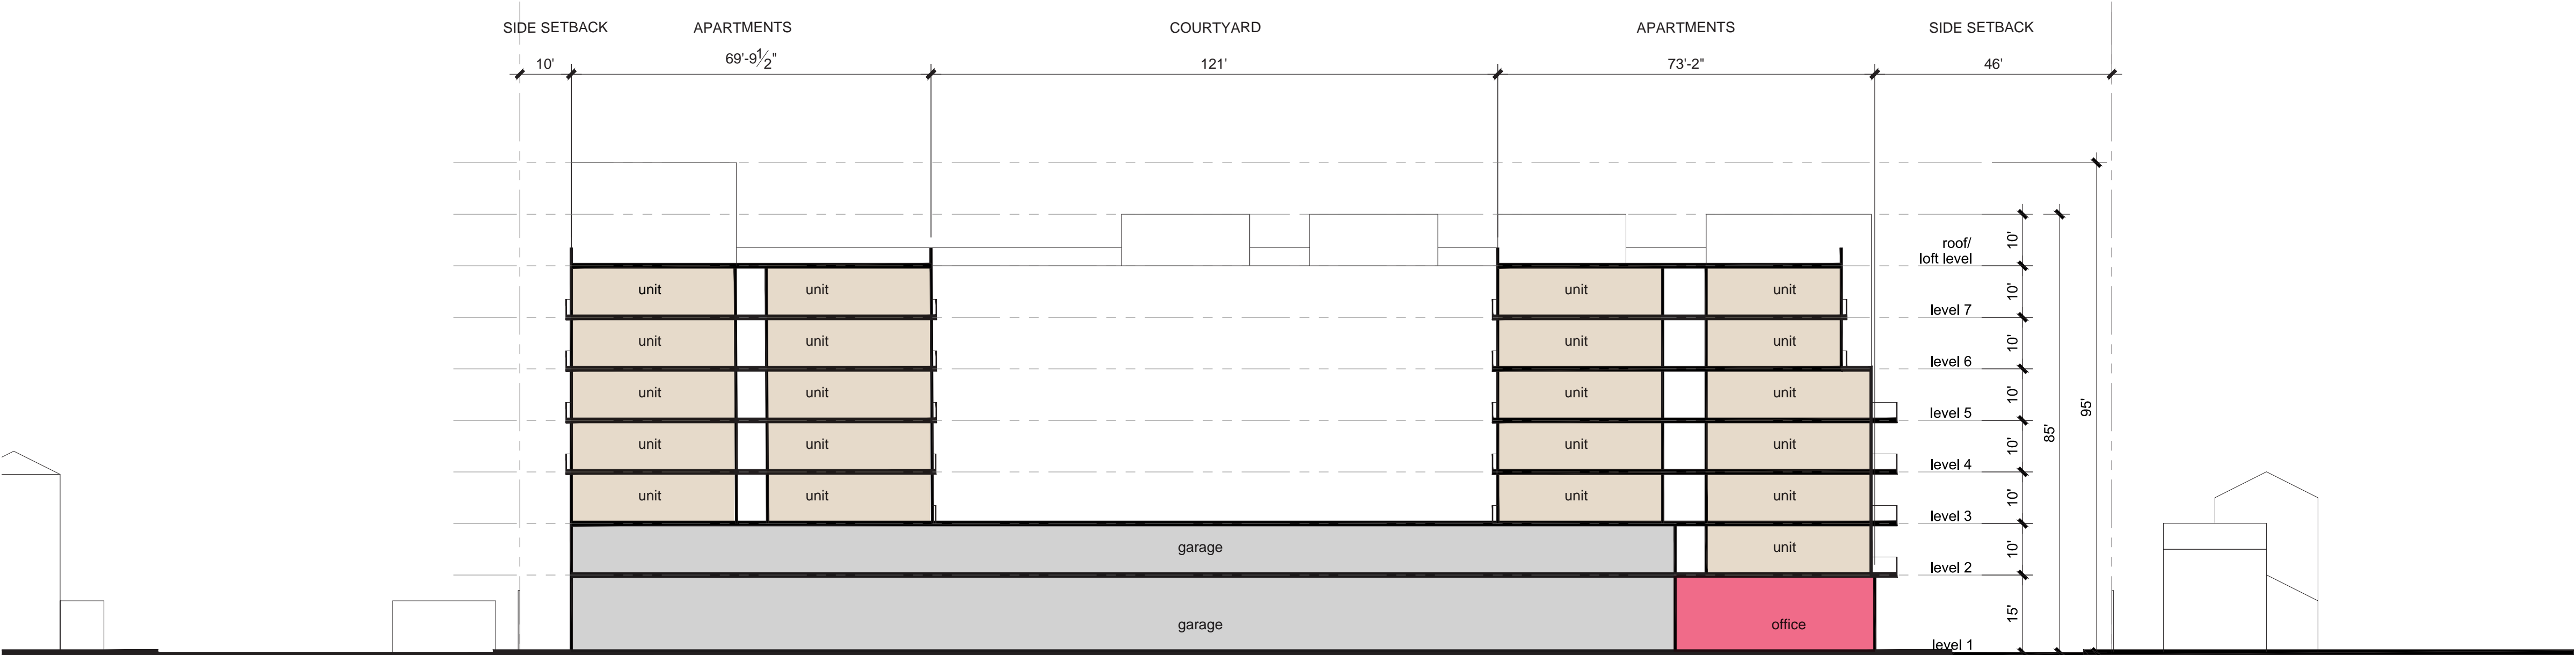 SIDE SETBACK APARTMENTS COURTYARD APARTMENTS SIDE SETBACK
10' 69'-9 1/2" 121' 73'-2" 46'
roof/
loft level
10'
unit unit unit unit
level 7
10'
unit unit unit unit
level 6
10'
unit unit unit unit
level 5
10'
95'
85'
unit unit unit unit
level 4
10'
unit unit unit unit
level 3
10'
garage unit
level 2
10'
garage office
level 1
15'